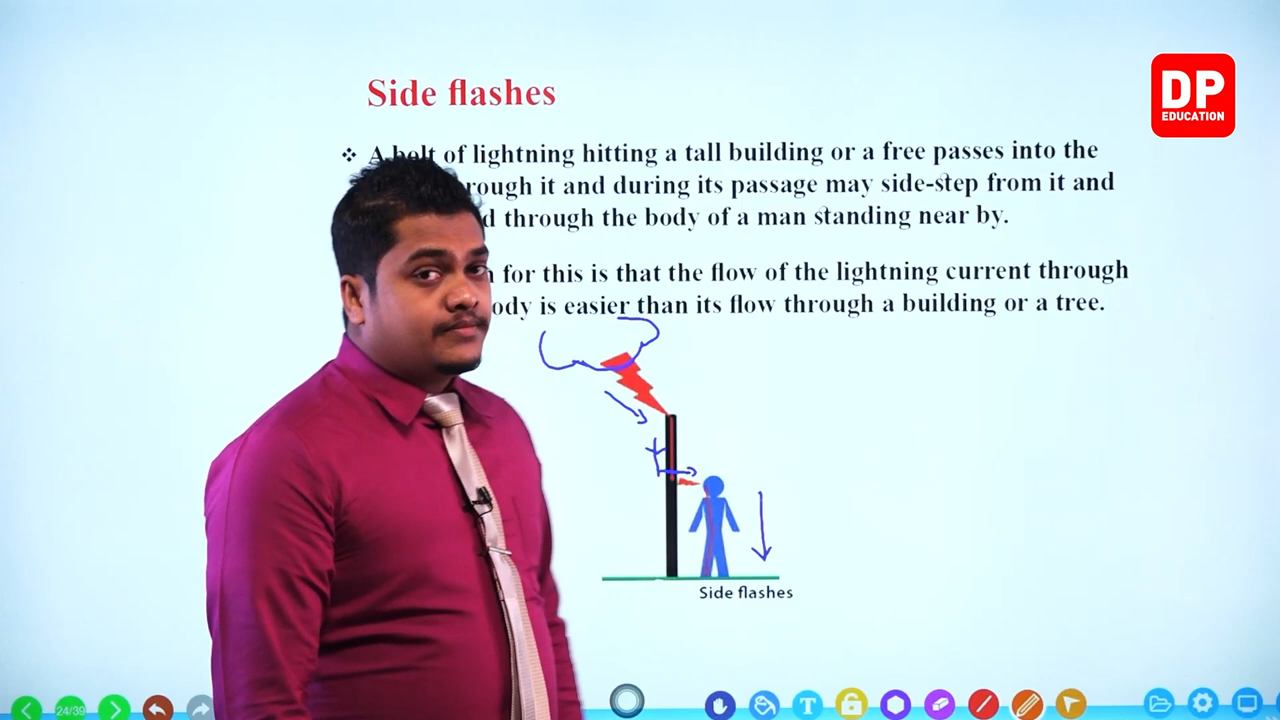 Side flashes
DP
EDUCATION
❖ A bolt of lightning hitting a tall building or a free passes into the
rough it and during its passage may side-step from it and
d through the body of a man standing near by.
n for this is that the flow of the lightning current through
ody is easier than its flow through a building or a tree.
Side flashes
24/39
T